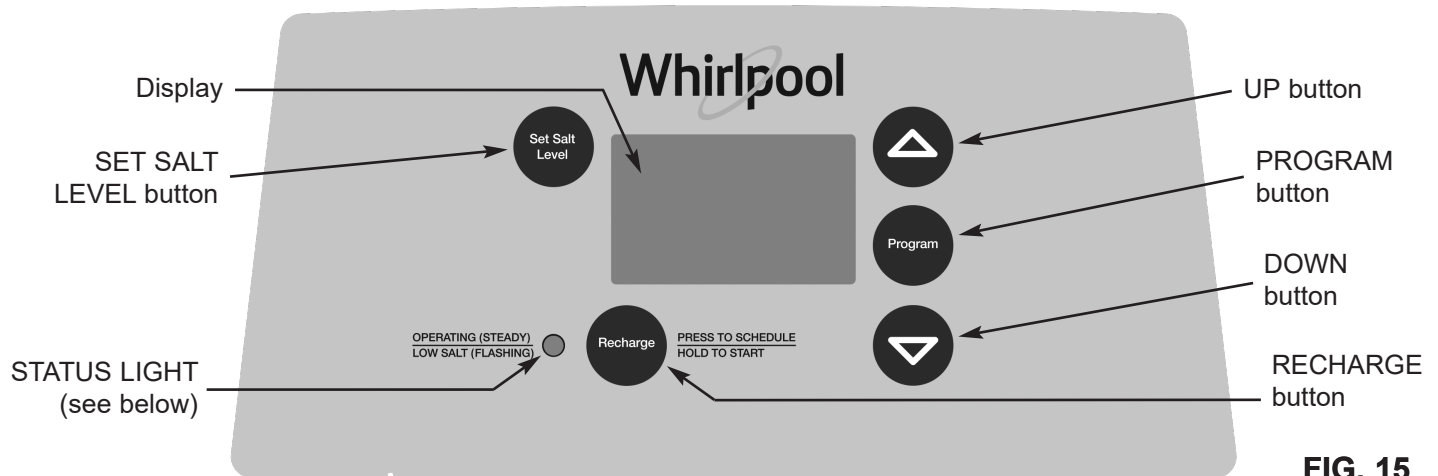 Whirlpool
Display
UP button
Set Salt
Level
SET SALT
LEVEL button
PROGRAM
button
Program
DOWN
button
OPERATING (STEADY)
LOW SALT (FLASHING)
Recharge
PRESS TO SCHEDULE
HOLD TO START
STATUS LIGHT
(see below)
RECHARGE
button
FIG. 15